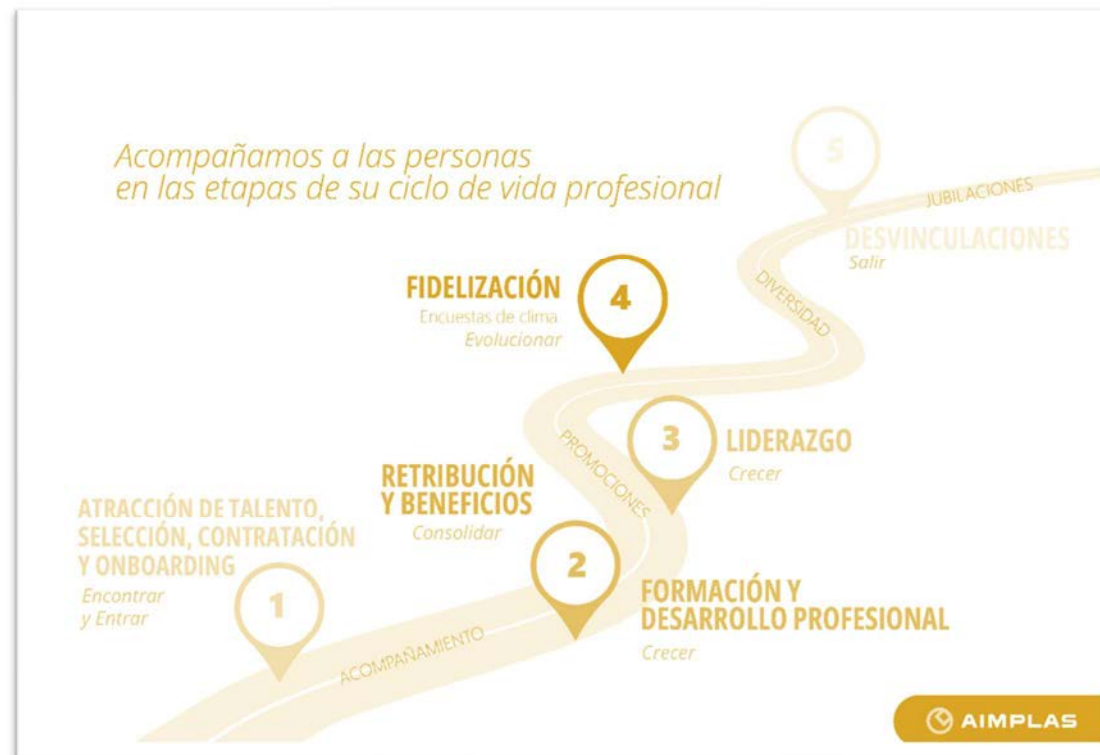 Acompañamos a las personas
en las etapas de su ciclo de vida profesional
5
JUBILACIONES
DESVINCULACIONES
Salir
DIVERSIDAD
FIDELIZACIÓN
Encuestas de clima
Evolucionar
4
3
LIDERAZGO
Crecer
PROMOCIONES
RETRIBUCIÓN
Y BENEFICIOS
Consolidar
2
FORMACIÓN Y
DESARROLLO PROFESIONAL
Crecer
ATRACCIÓN DE TALENTO,
SELECCIÓN, CONTRATACIÓN
Y ONBOARDING
Encontrar
y Entrar
1
ACOMPAÑAMIENTO
AIMPLAS